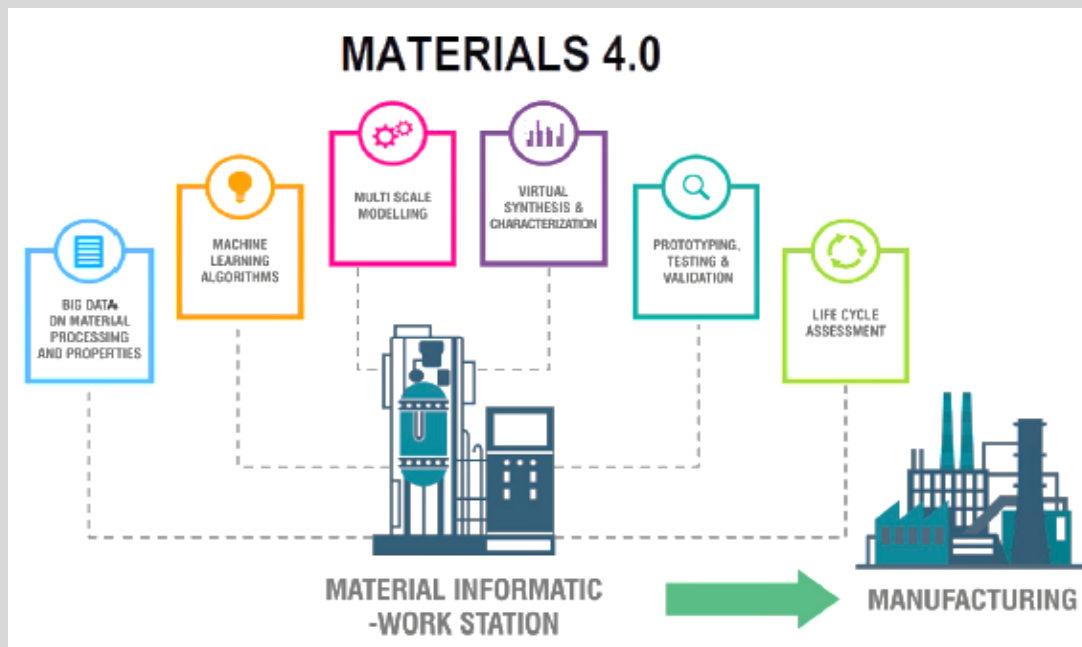 MATERIALS 4.0
BIG DATA
ON MATERIAL
PROCESSING
AND PROPERTIES
MACHINE
LEARNING
ALGORITHMS
MULTI SCALE
MODELLING
VIRTUAL
SYNTHESIS &
CHARACTERIZATION
PROTOTYPING,
TESTING &
VALIDATION
LIFE CYCLE
ASSESSMENT
MATERIAL INFORMATIC
-WORK STATION
MANUFACTURING